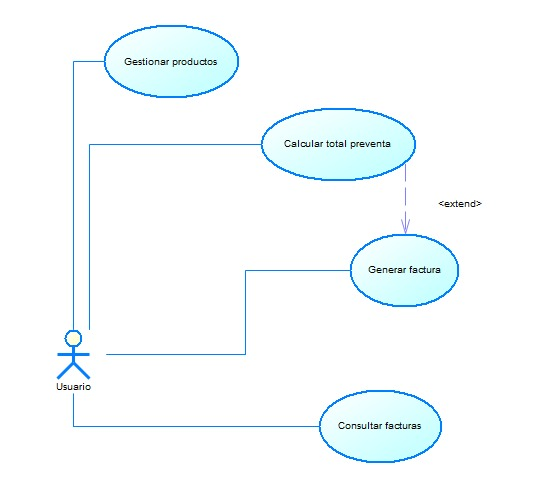 Gestionar productos
Calcular total preventa
<extend>
Generar factura
Usuario
Consultar facturas